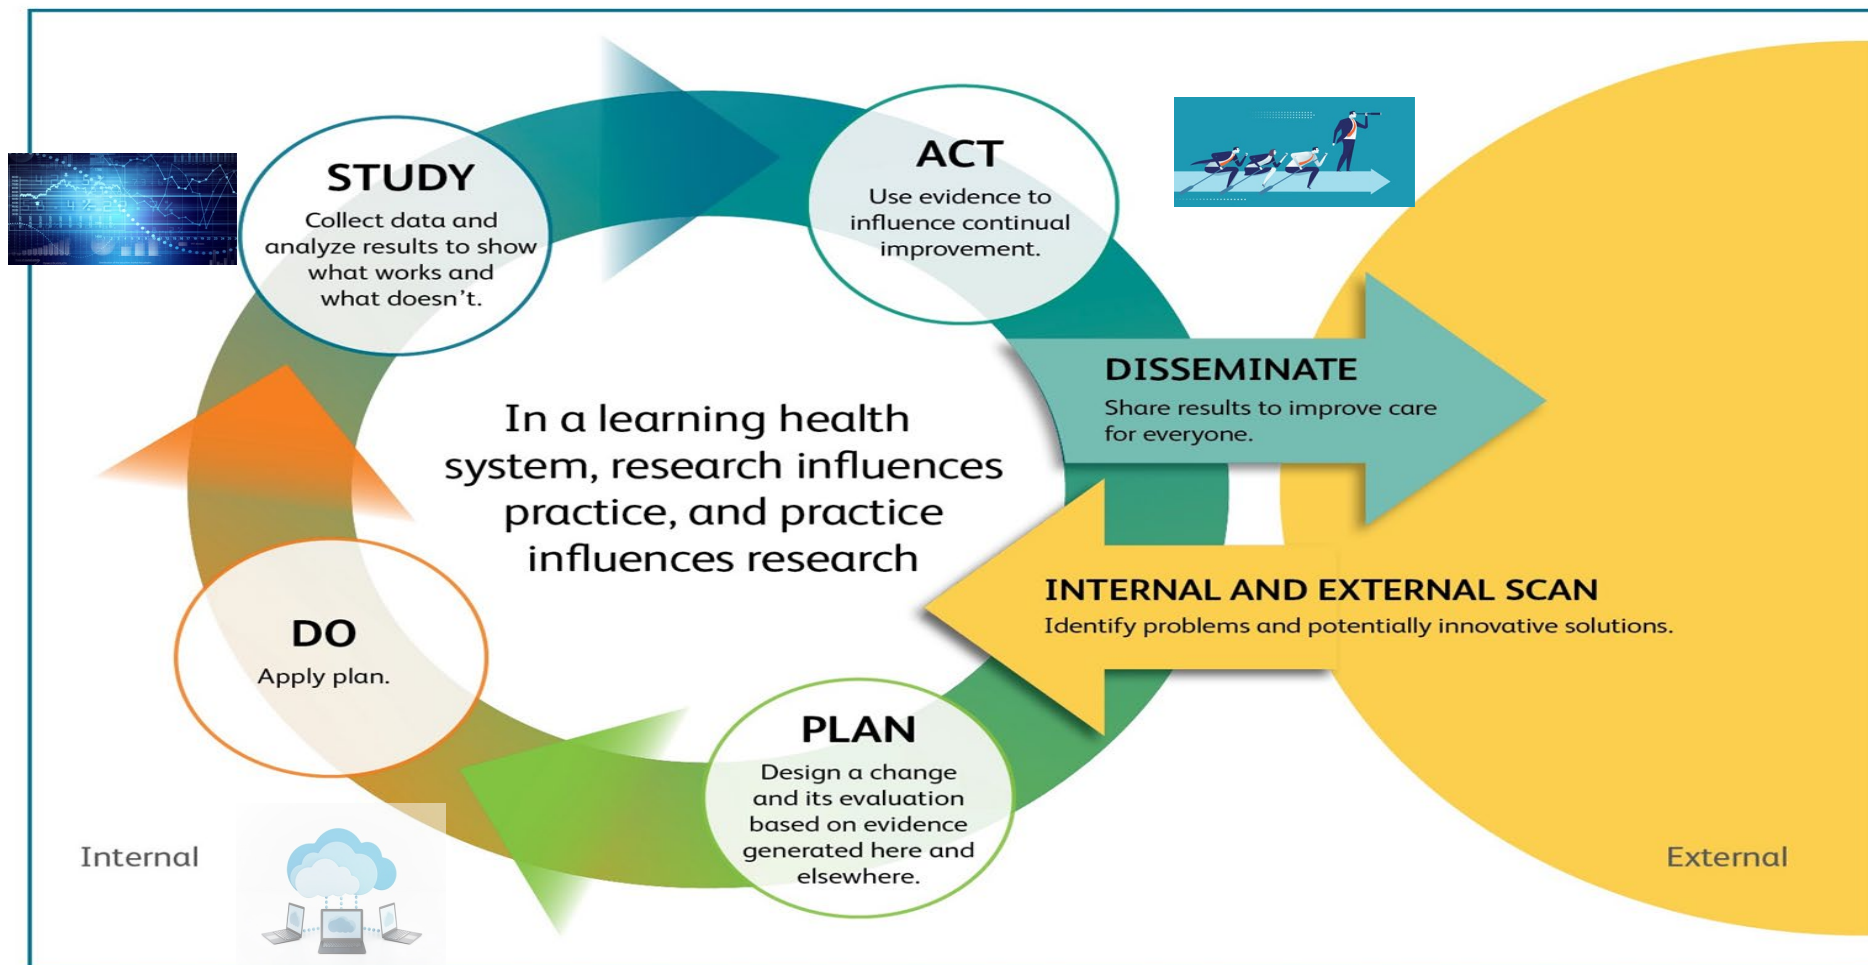 STUDY
Collect data and
analyze results to show
what works and
what doesn't.
ACT
Use evidence to
influence continual
improvement.
DISSEMINATE
Share results to improve care
for everyone.
In a learning health
system, research influences
practice, and practice
influences research
INTERNAL AND EXTERNAL SCAN
Identify problems and potentially innovative solutions.
DO
Apply plan.
PLAN
Design a change
and its evaluation
based on evidence
generated here and
elsewhere.
Internal
External